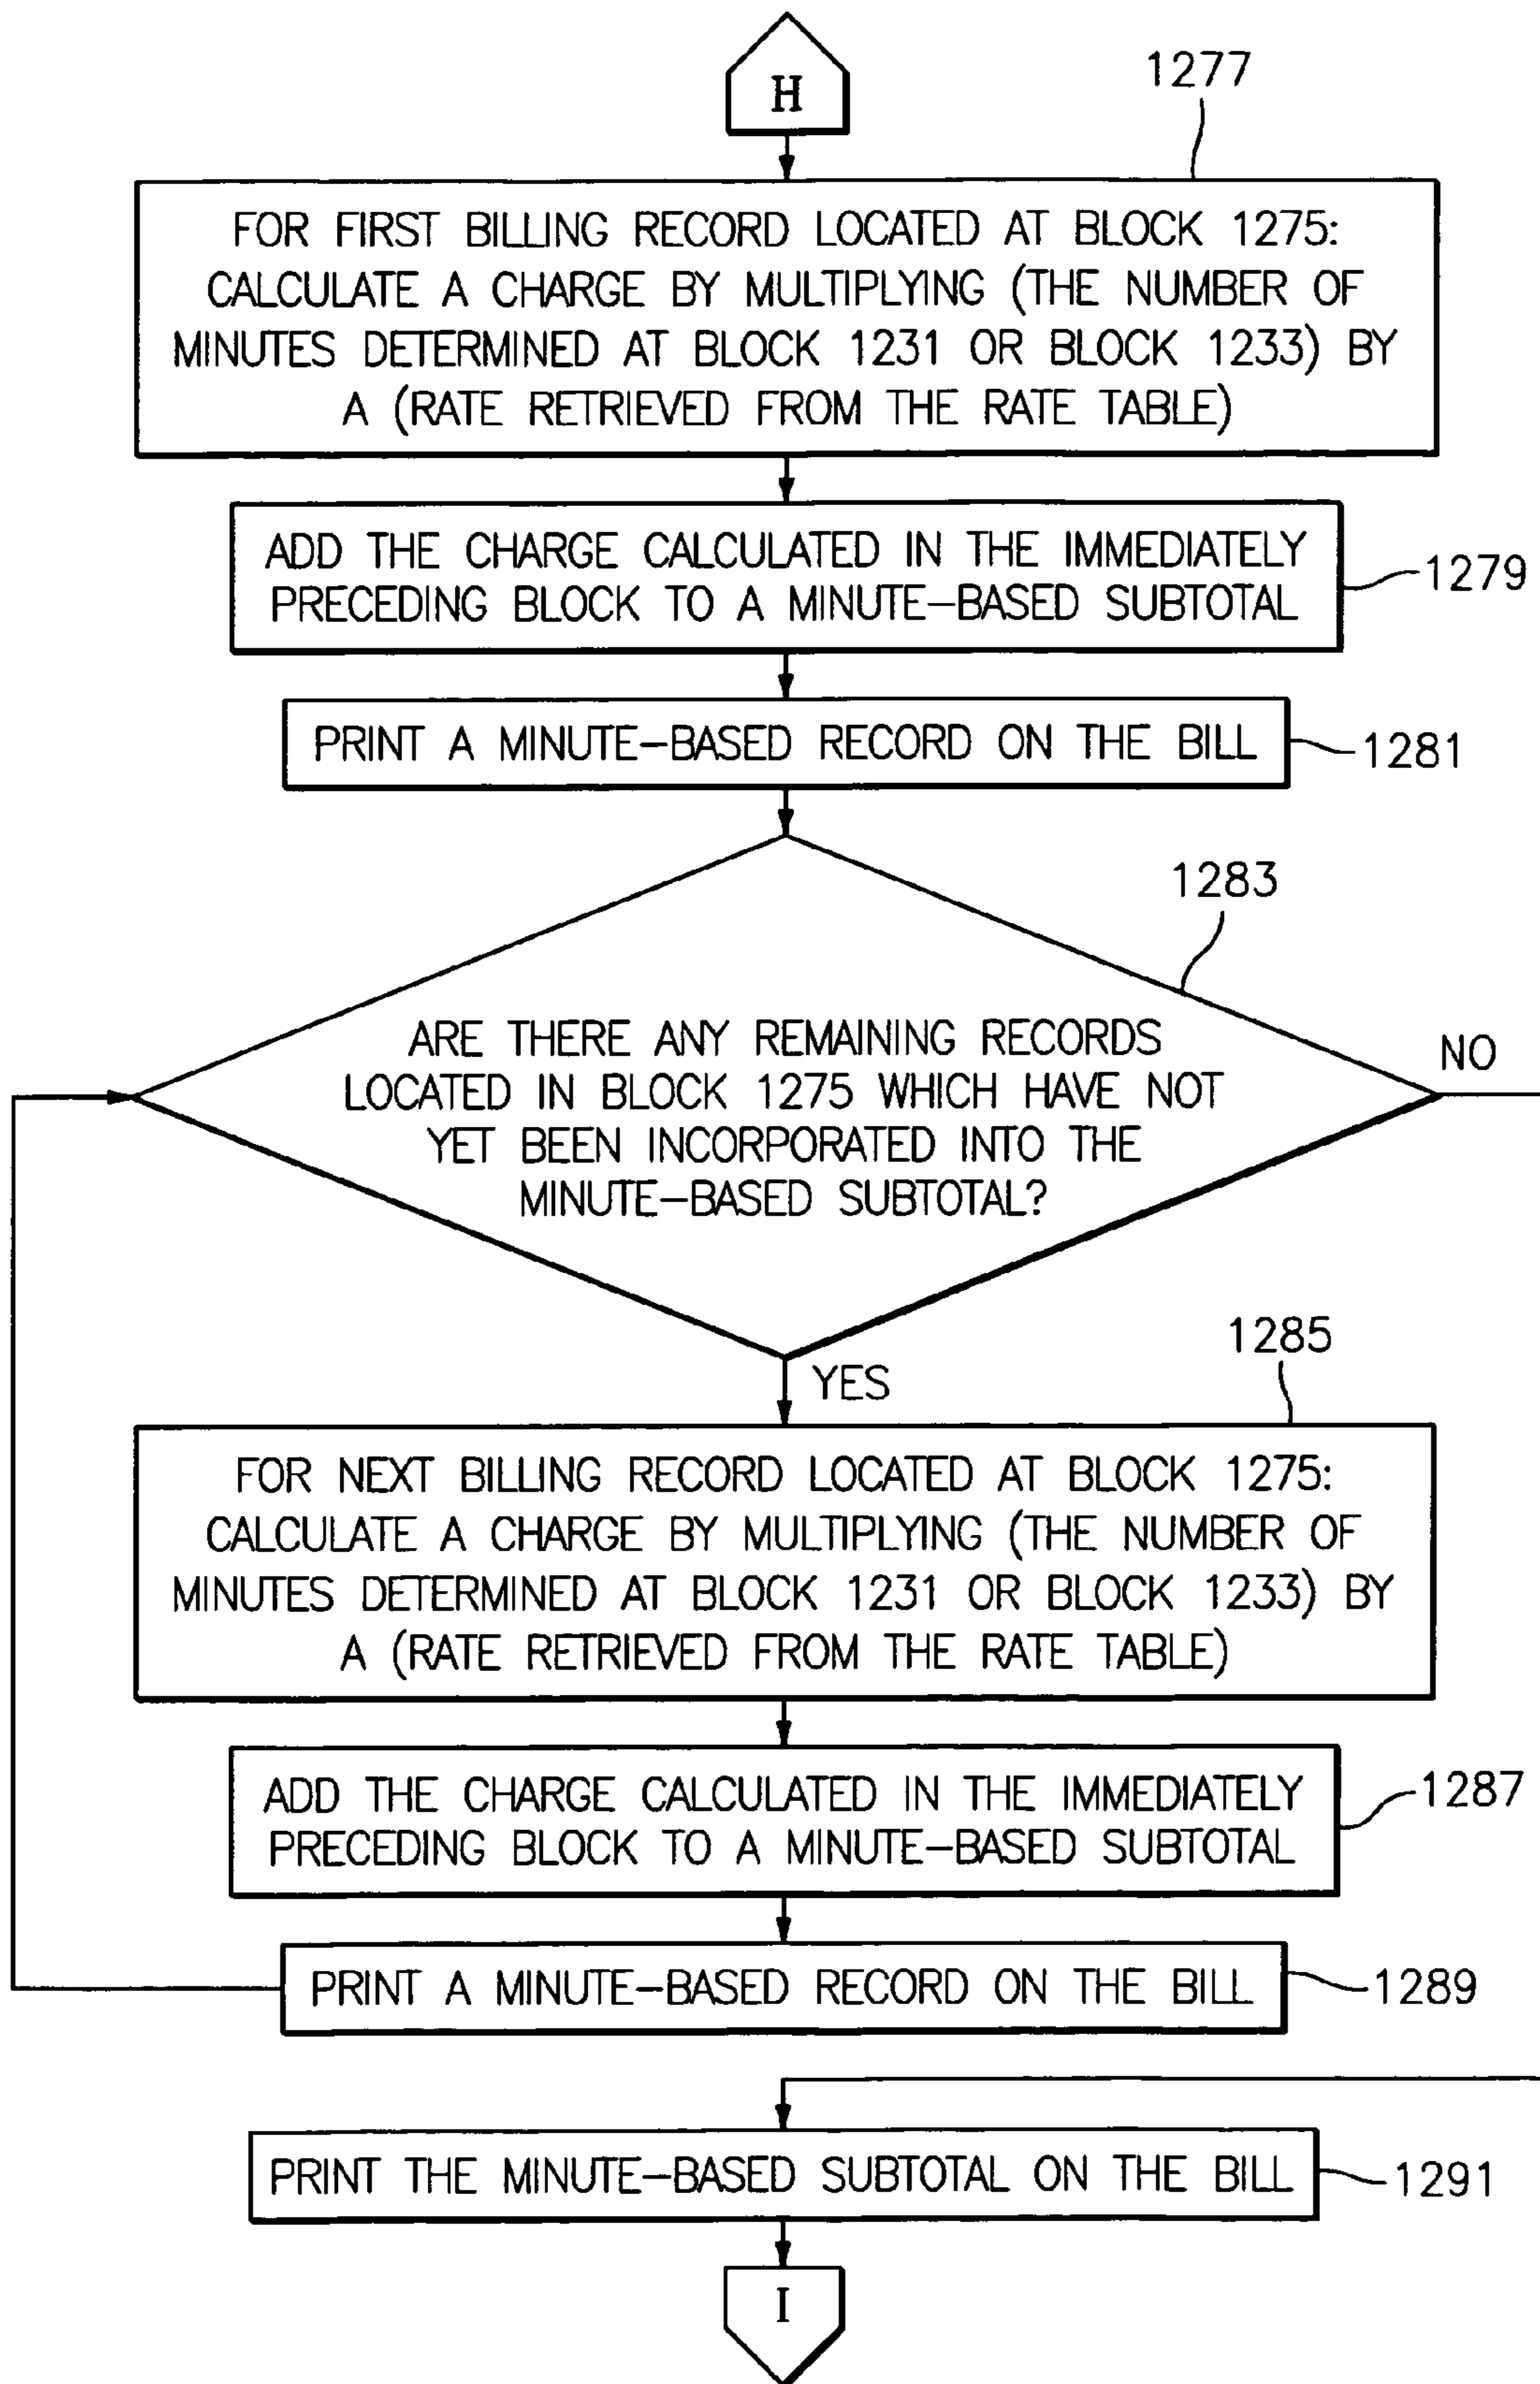 H
1277
FOR FIRST BILLING RECORD LOCATED AT BLOCK 1275:
CALCULATE A CHARGE BY MULTIPLYING (THE NUMBER OF
MINUTES DETERMINED AT BLOCK 1231 OR BLOCK 1233) BY
A (RATE RETRIEVED FROM THE RATE TABLE)
ADD THE CHARGE CALCULATED IN THE IMMEDIATELY
PRECEDING BLOCK TO A MINUTE-BASED SUBTOTAL
1279
PRINT A MINUTE-BASED RECORD ON THE BILL
1281
1283
ARE THERE ANY REMAINING RECORDS
LOCATED IN BLOCK 1275 WHICH HAVE NOT
YET BEEN INCORPORATED INTO THE
MINUTE-BASED SUBTOTAL?
NO
YES
1285
FOR NEXT BILLING RECORD LOCATED AT BLOCK 1275:
CALCULATE A CHARGE BY MULTIPLYING (THE NUMBER OF
MINUTES DETERMINED AT BLOCK 1231 OR BLOCK 1233) BY
A (RATE RETRIEVED FROM THE RATE TABLE)
ADD THE CHARGE CALCULATED IN THE IMMEDIATELY
PRECEDING BLOCK TO A MINUTE-BASED SUBTOTAL
1287
PRINT A MINUTE-BASED RECORD ON THE BILL
1289
PRINT THE MINUTE-BASED SUBTOTAL ON THE BILL
1291
I